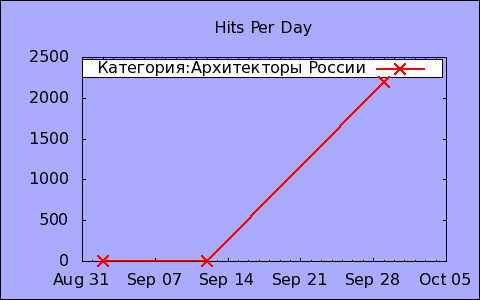 Hits Per Day
2500
Категория:Архитекторы России
2000
1500
1000
500
0
Aug 31 Sep 07 Sep 14 Sep 21 Sep 28 Oct 05